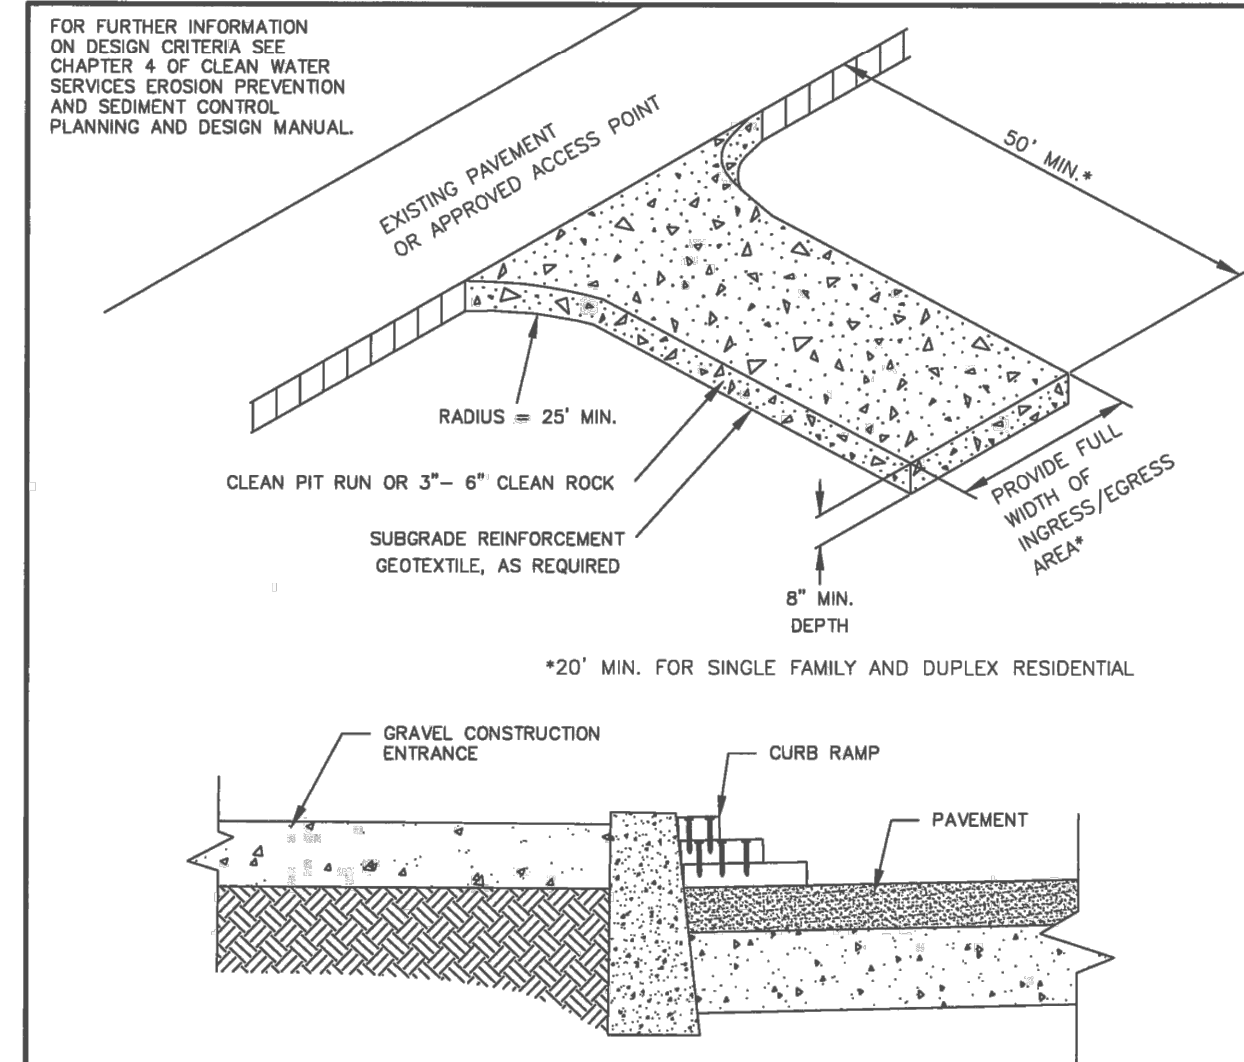 FOR FURTHER INFORMATION
ON DESIGN CRITERIA SEE
CHAPTER 4 OF CLEAN WATER
SERVICES EROSION PREVENTION
AND SEDIMENT CONTROL
PLANNING AND DESIGN MANUAL.
EXISTING PAVEMENT
OR APPROVED ACCESS POINT
50' MIN.*
RADIUS = 25' MIN.
CLEAN PIT RUN OR 3"- 6" CLEAN ROCK
SUBGRADE REINFORCEMENT
GEOTEXTILE, AS REQUIRED
PROVIDE FULL
WIDTH OF
INGRESS/EGRESS
AREA*
8" MIN.
DEPTH
*20' MIN. FOR SINGLE FAMILY AND DUPLEX RESIDENTIAL
GRAVEL CONSTRUCTION
ENTRANCE
CURB RAMP
PAVEMENT